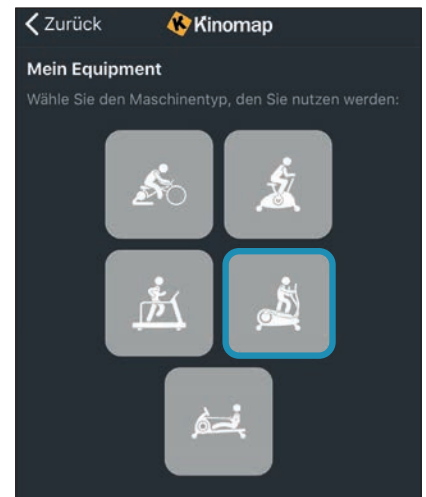 Zurück
Kinomap
Mein Equipment
Wähle Sie den Maschinentyp, den Sie nutzen werden: